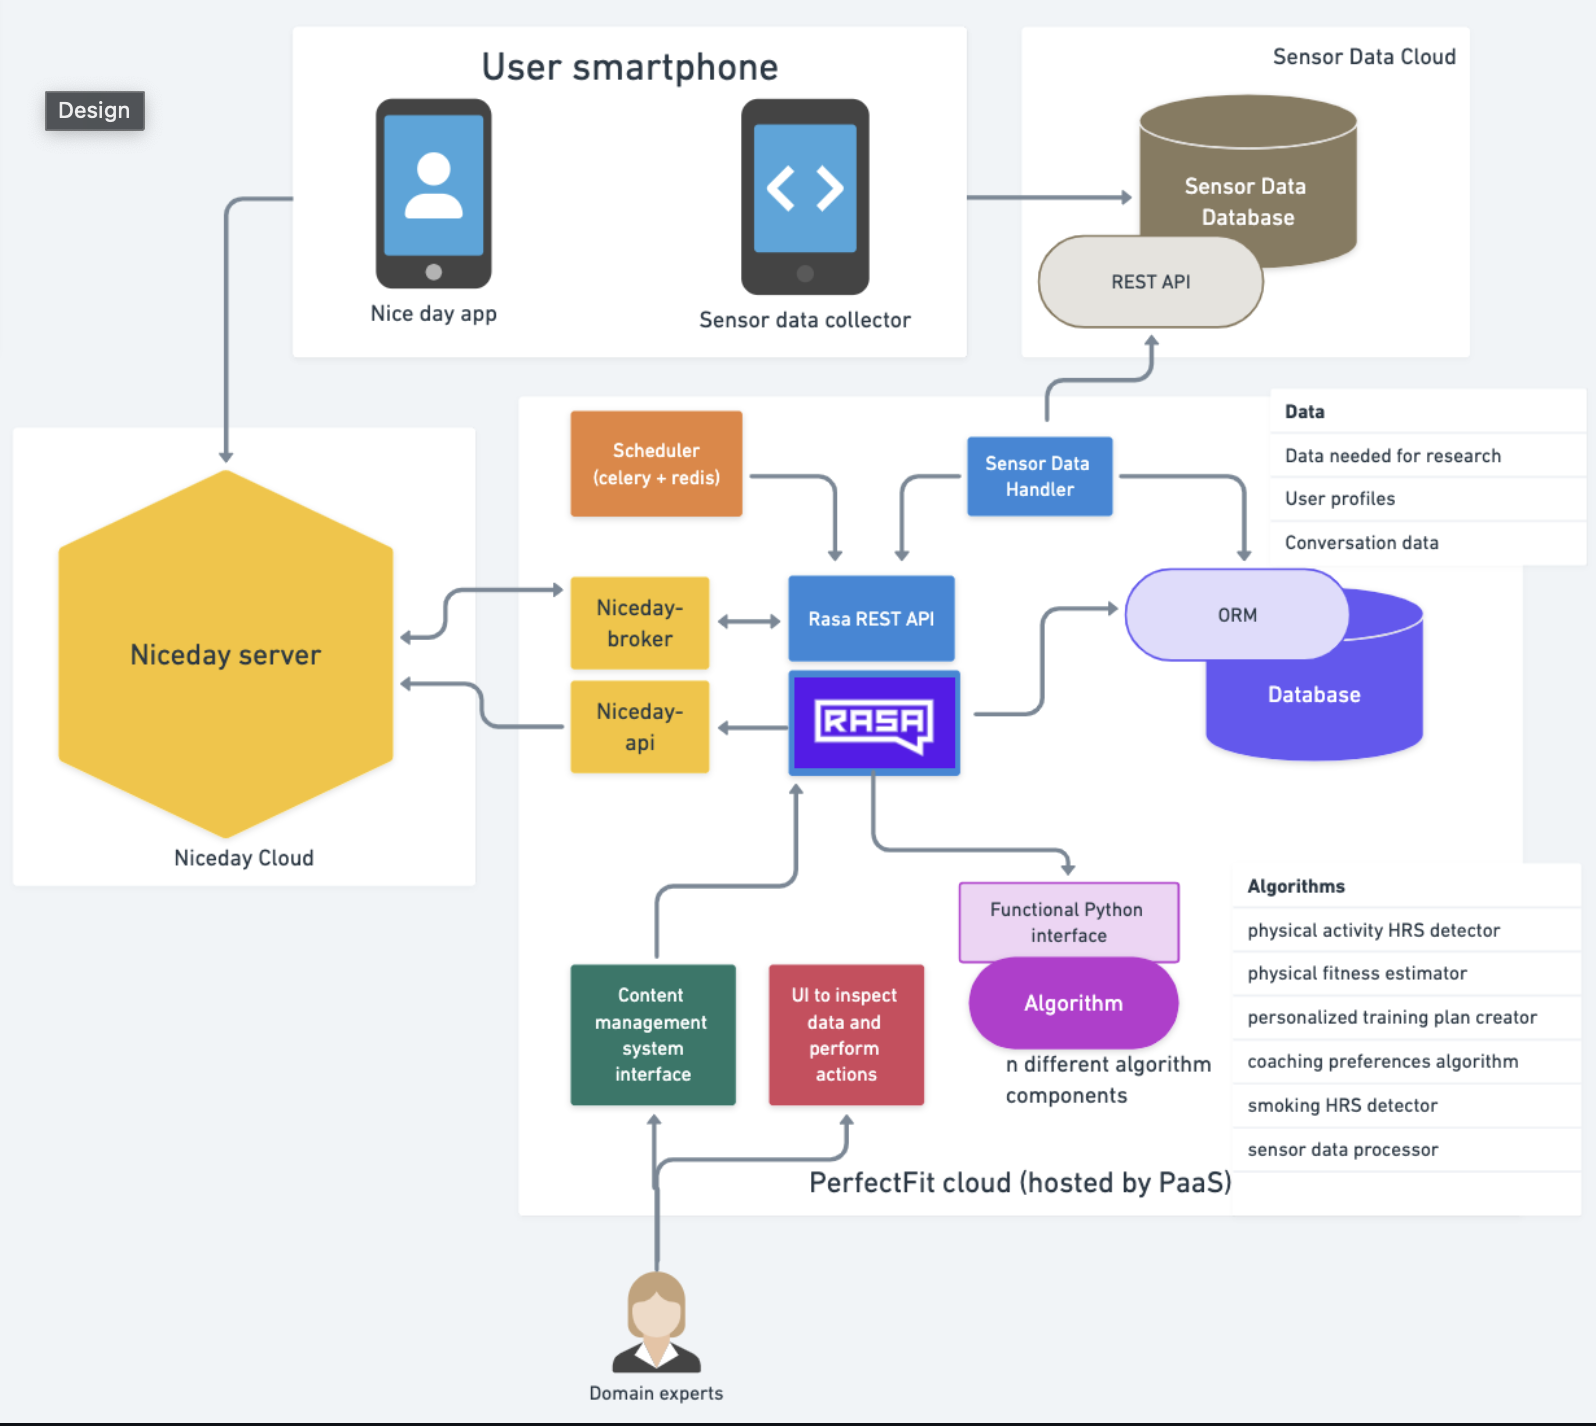 Design
User smartphone
Nice day app
Sensor data collector
Sensor Data Cloud
Sensor Data
Database
REST API
Scheduler
(celery + redis)
Sensor Data
Handler
Data
Data needed for research
User profiles
Conversation data
Niceday server
Niceday Cloud
Niceday-
broker
Rasa REST API
ORM
Database
Niceday-
api
RASA
Functional Python
interface
Algorithm
n different algorithm
components
Algorithms
physical activity HRS detector
physical fitness estimator
personalized training plan creator
coaching preferences algorithm
smoking HRS detector
sensor data processor
Content
management
system
interface
UI to inspect
data and
perform
actions
PerfectFit cloud (hosted by PaaS)
Domain experts